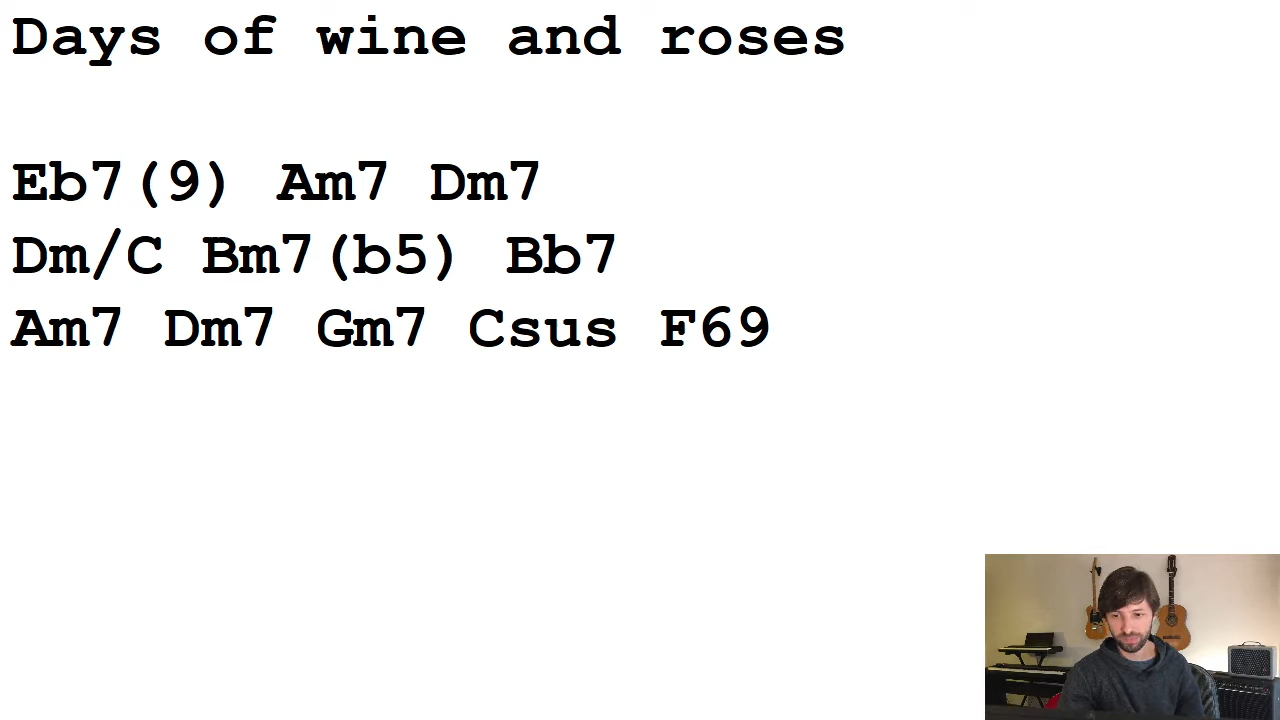 Days of wine and roses
Eb7(9) Am7 Dm7
Dm/C Bm7(b5) Bb7
Am7 Dm7 Gm7 Csus F69